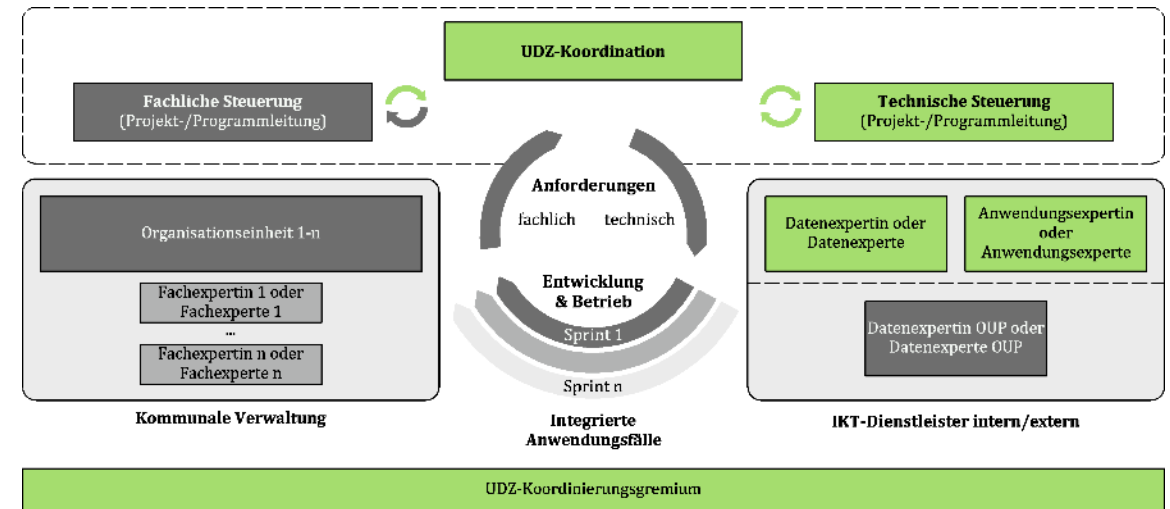 UDZ-Koordination
Fachliche Steuerung
(Projekt-/Programmleitung)
Technische Steuerung
(Projekt-/Programmleitung)
Organisationseinheit 1-n
Fachexpertin 1 oder
Fachexperte 1
...
Fachexpertin n oder
Fachexperte n
Kommunale Verwaltung
Anforderungen
fachlich technisch
Entwicklung
& Betrieb
Sprint 1
Sprint n
Integrierte
Anwendungsfälle
Datenexpertin oder
Datenexperte
Anwendungsexpertin
oder
Anwendungsexperte
Datenexpertin OUP oder
Datenexperte OUP
IKT-Dienstleister intern/extern
UDZ-Koordinierungsgremium